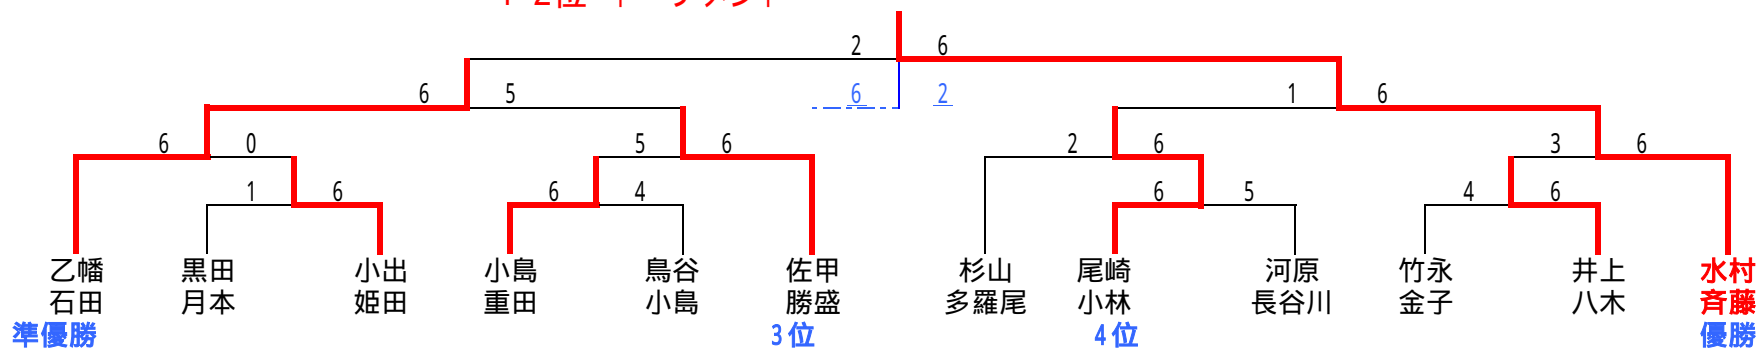 2 6
6 5 6 2 1 6
6 0 5 6 2 6 3 6
1 6 6 4 6 5 4 6
乙幡 黒田 小出 小島 鳥谷 佐甲 杉山 尾崎 河原 竹永 井上 水村
石田 月本 姫田 重田 小島 勝盛 多羅尾 小林 長谷川 金子 八木 斉藤
準優勝 3位 4位 優勝